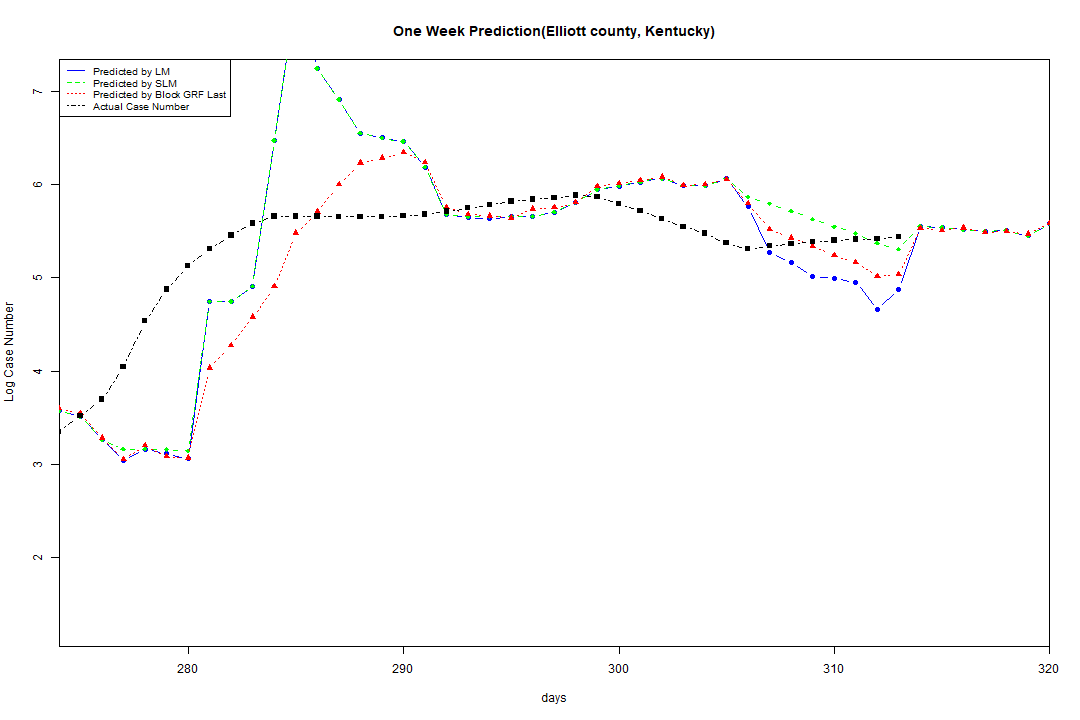 One Week Prediction(Elliott county, Kentucky)
Predicted by LM
Predicted by SLM
Predicted by Block GRF Last
Actual Case Number
7
6
5
4
3
2
Log Case Number
280
290
300
310
320
days